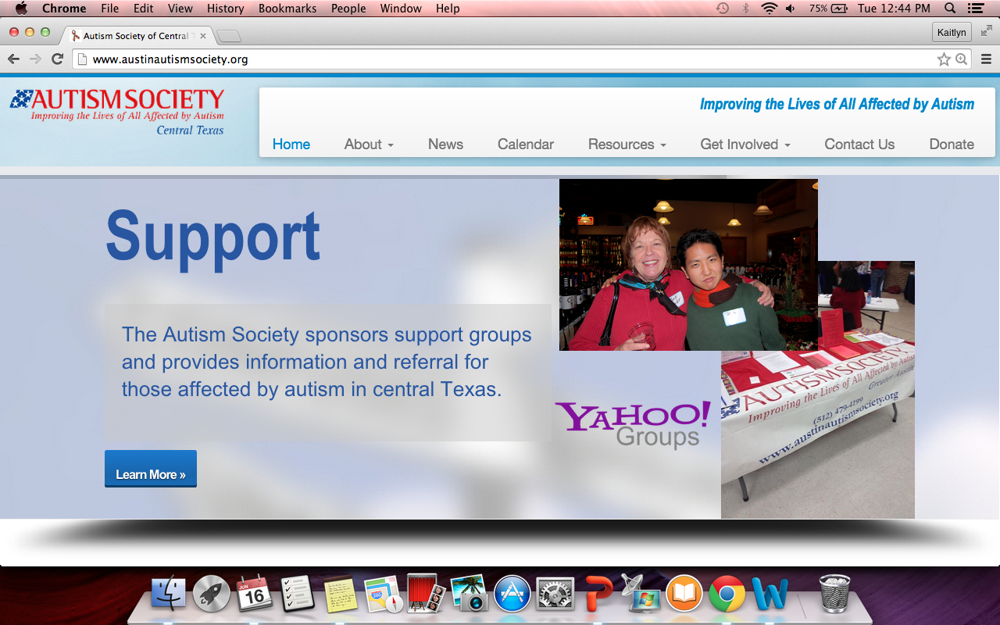 Chrome File Edit View History Bookmarks People Window Help 75% Tue 12:44 PM
Autism Society of Central T
Kaitlyn
www.austinautismsociety.org
AUTISM SOCIETY
Improving the Lives of All Affected by Autism
Central Texas
Improving the Lives of All Affected by Autism
Home About News Calendar Resources Get Involved Contact Us Donate
Support
The Autism Society sponsors support groups
and provides information and referral for
those affected by autism in central Texas.
Learn More »
YAHOO!
Groups
AUTISM SOCIETY
Improving the Lives of All Affected by Autism
Greater Austin
(512) 479-4199
www.austinautismsociety.org
JUN
16